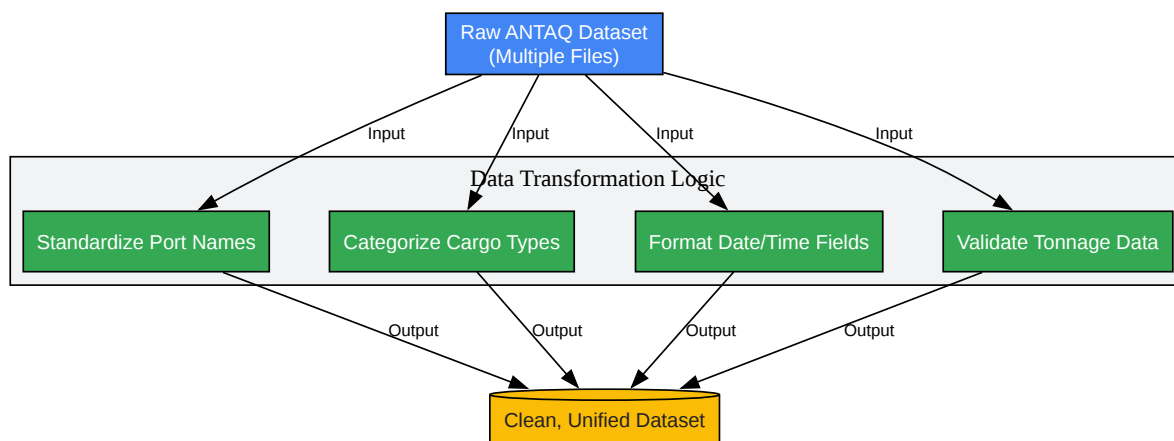 Raw ANTAQ Dataset
(Multiple Files)
Input
Input
Input
Input
Data Transformation Logic
Standardize Port Names
Categorize Cargo Types
Format Date/Time Fields
Validate Tonnage Data
Output
Output
Output
Output
Clean, Unified Dataset